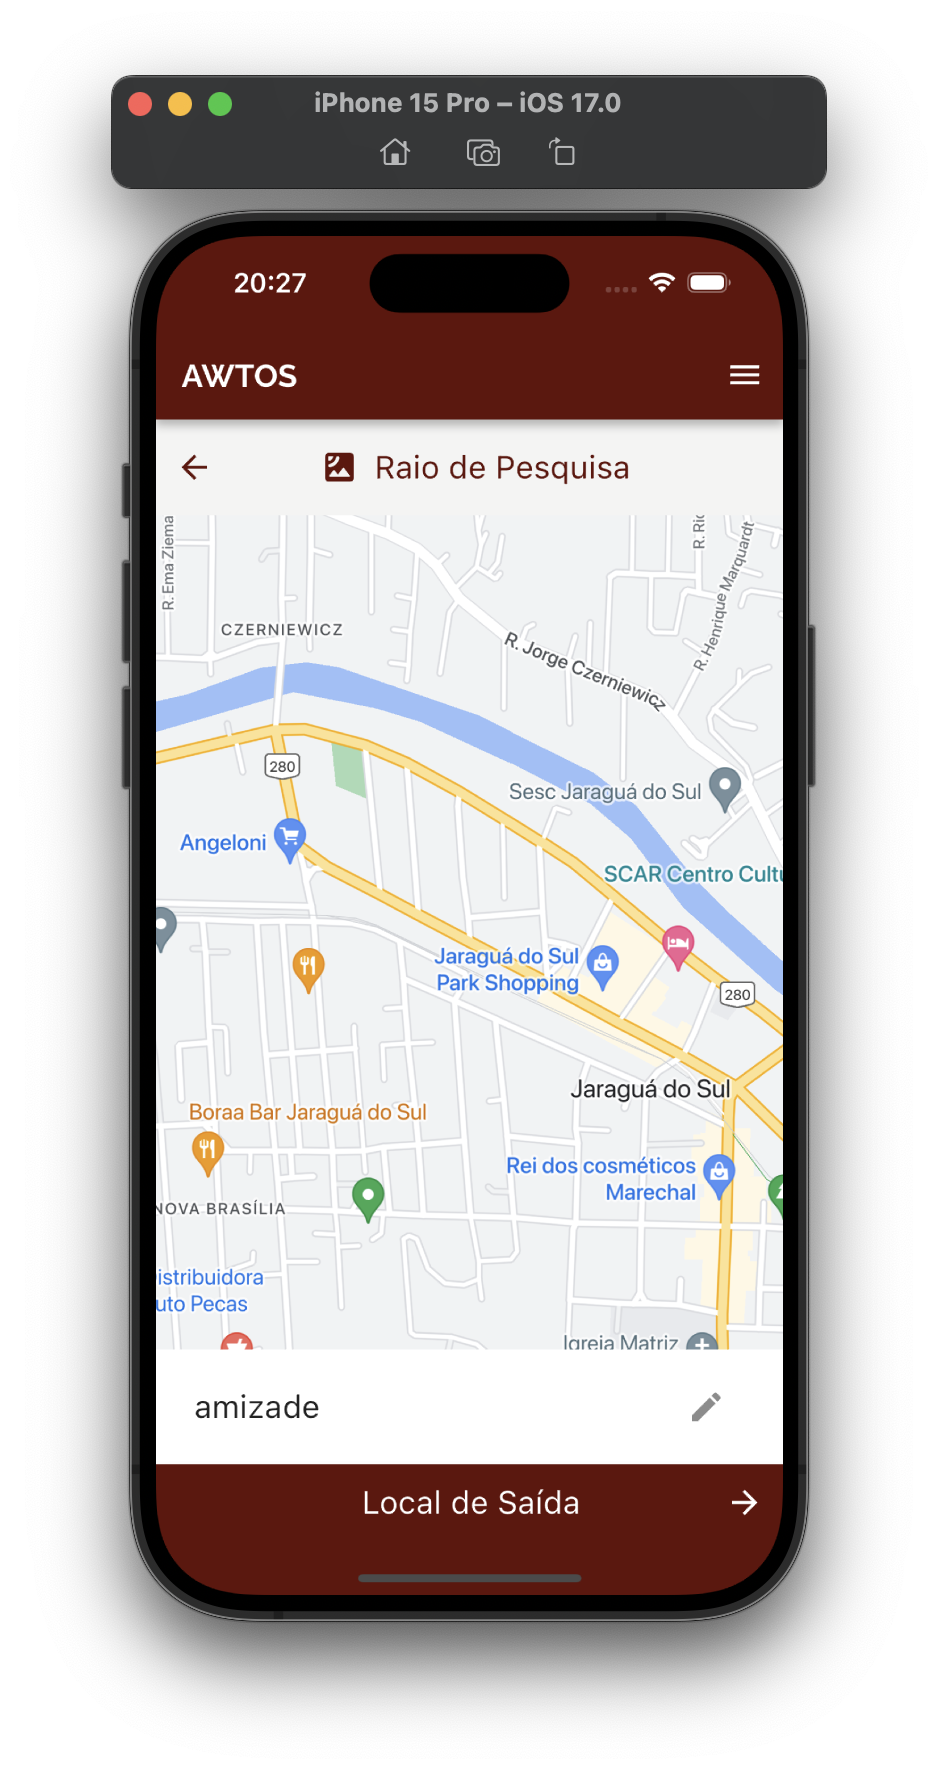 iPhone 15 Pro – iOS 17.0
20:27
AWTOS
Raio de Pesquisa
R. Ema Ziema
R. Ric
R. Henrique Marquardt
CZERNIEWICZ
R. Jorge Czerniewicz
280
Sesc Jaraguá do Sul
Angeloni
SCAR Centro Cultu
Jaraguá do Sul
Park Shopping
280
Jaraguá do Sul
Boraa Bar Jaraguá do Sul
Rei dos cosméticos
Marechal
NOVA BRASÍLIA
istribuidora
uto Pecas
Igreja Matriz
amizade
Local de Saída